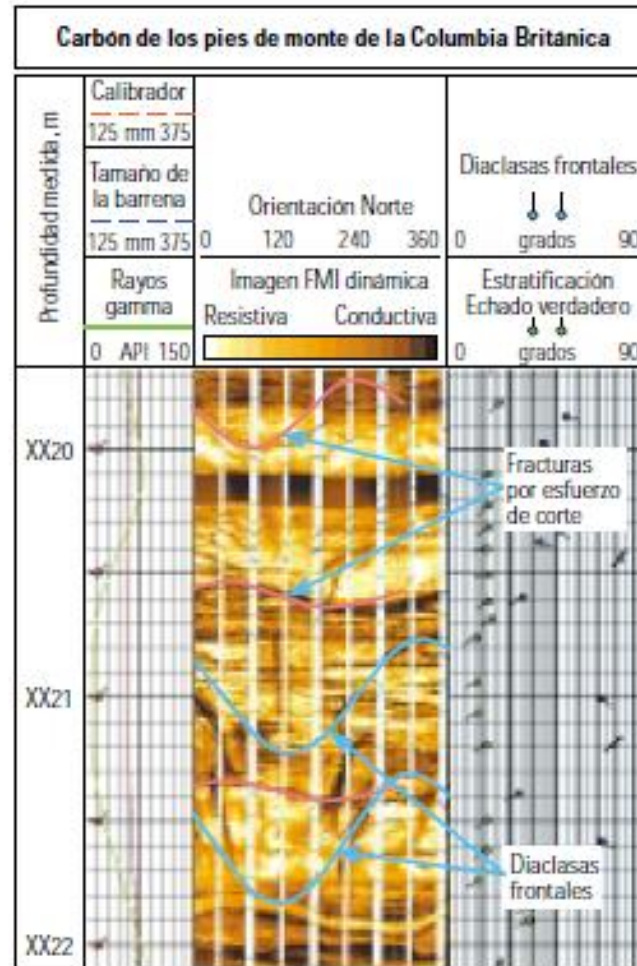 Carbón de los pies de monte de la Columbia Británica
Profundidad medida, m
Calibrador
125 mm 375
Tamaño de
la barrena
125 mm 375
Rayos
gamma
0 API 150
Orientación Norte
0 120 240 360
Imagen FMI dinámica
Resistiva Conductiva
Diaclasas frontales
0 grados 90
Estratificación
Echado verdadero
0 grados 90
XX20
Fracturas
por esfuerzo
de corte
XX21
Diaclasas
frontales
XX22